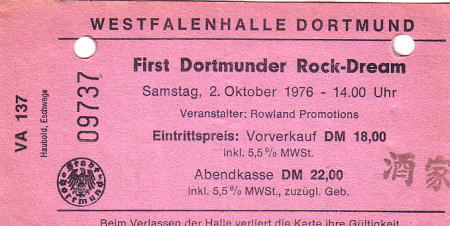 WESTFALENHALLE DORTMUND
First Dortmunder Rock-Dream
Samstag, 2. Oktober 1976 - 14.00 Uhr
Veranstalter: Rowland Promotions
Eintrittspreis: Vorverkauf DM 18,00
inkl. 5,5% MWSt.
Abendkasse DM 22,00
inkl. 5,5% MWSt., zuzügl. Geb.
Beim Verlassen der Halle verliert die Karte ihre Gültigkeit
VA 137
Haubold, Eschwege
09737
Stadt Dortmund
酒家